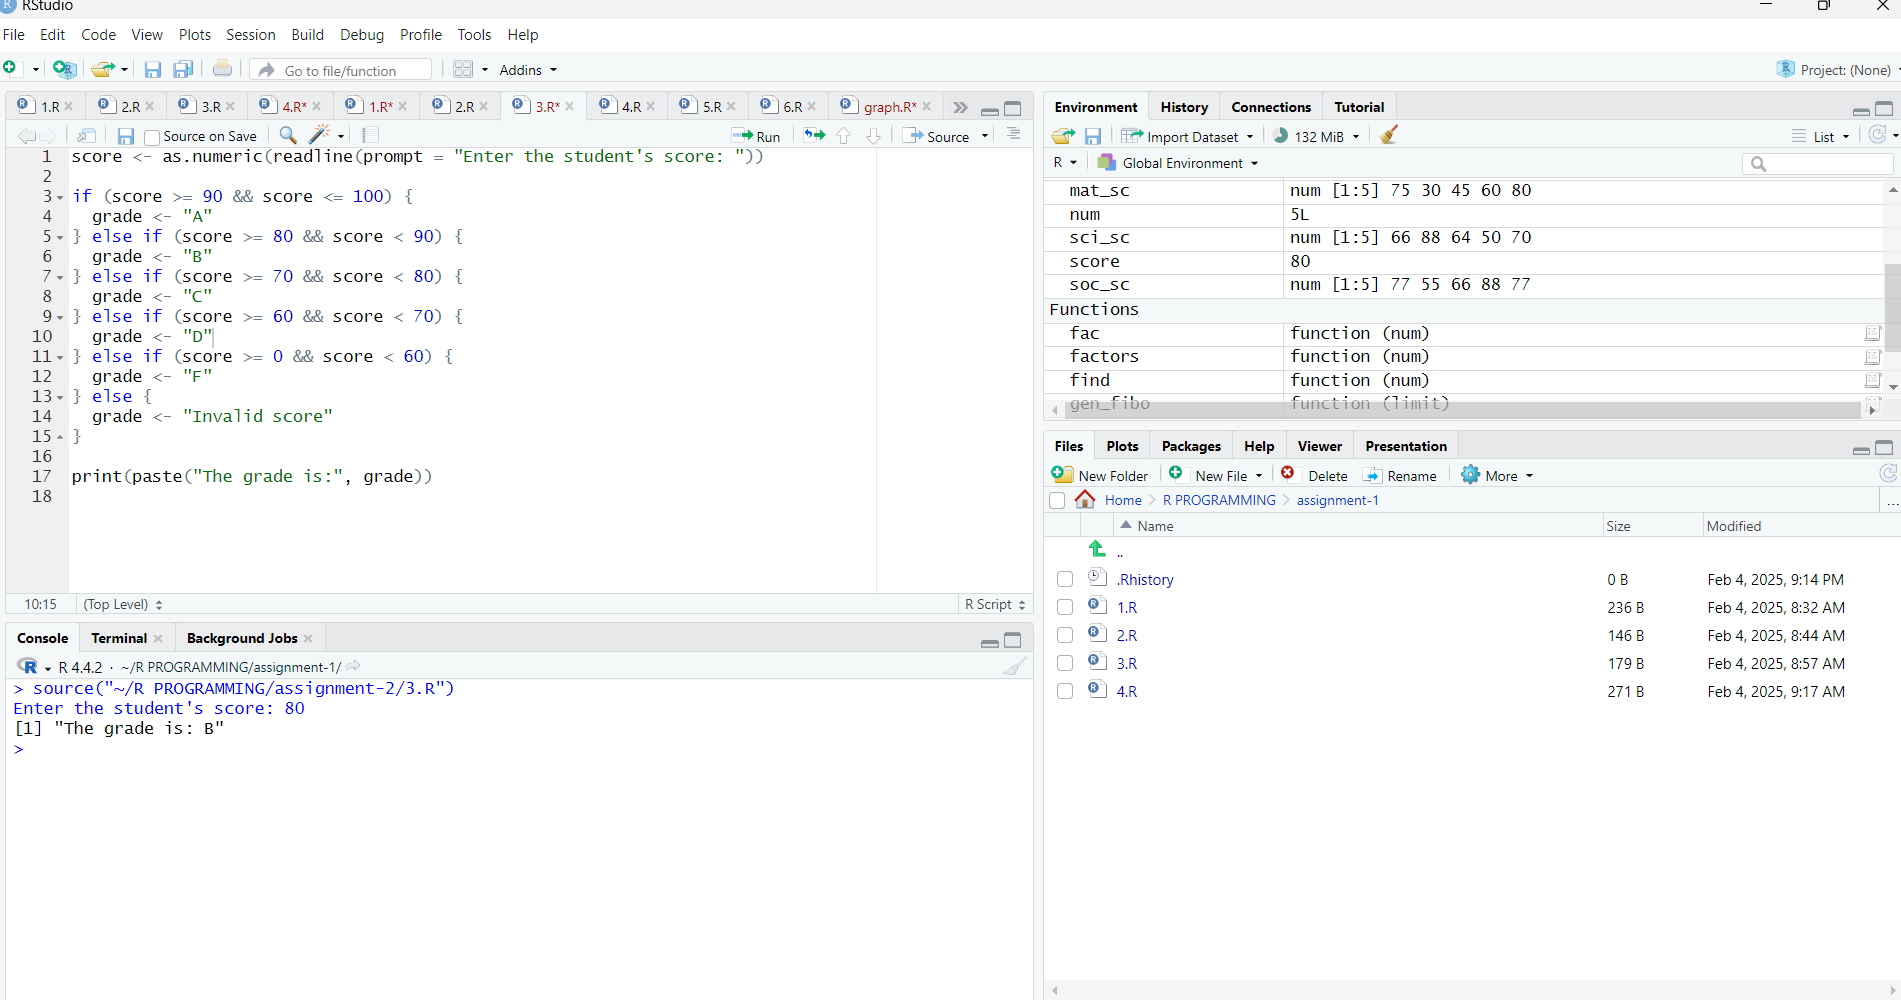 RStudio
File Edit Code View Plots Session Build Debug Profile Tools Help
Go to file/function Addins Project: (None)
1.R 2.R 3.R 4.R* 1.R* 2.R 3.R* 4.R 5.R 6.R graph.R*
Source on Save Run Source
1 score <- as.numeric(readline(prompt = "Enter the student's score: "))
2
3 if (score >= 90 && score <= 100) {
4 grade <- "A"
5 } else if (score >= 80 && score < 90) {
6 grade <- "B"
7 } else if (score >= 70 && score < 80) {
8 grade <- "C"
9 } else if (score >= 60 && score < 70) {
10 grade <- "D"
11 } else if (score >= 0 && score < 60) {
12 grade <- "F"
13 } else {
14 grade <- "Invalid score"
15 }
16
17 print(paste("The grade is:", grade))
18
10:15 (Top Level) R Script
Console Terminal Background Jobs
R 4.4.2 · ~/R PROGRAMMING/assignment-1/
> source("~/R PROGRAMMING/assignment-2/3.R")
Enter the student's score: 80
[1] "The grade is: B"
>
Environment History Connections Tutorial
Import Dataset 132 MiB List
R Global Environment
mat_sc num [1:5] 75 30 45 60 80
num 5L
sci_sc num [1:5] 66 88 64 50 70
score 80
soc_sc num [1:5] 77 55 66 88 77
Functions
fac function (num)
factors function (num)
find function (num)
gen_fibo function (limit)
Files Plots Packages Help Viewer Presentation
New Folder New File Delete Rename More
Home R PROGRAMMING assignment-1 ...
Name Size Modified
..
.Rhistory 0 B Feb 4, 2025, 9:14 PM
1.R 236 B Feb 4, 2025, 8:32 AM
2.R 146 B Feb 4, 2025, 8:44 AM
3.R 179 B Feb 4, 2025, 8:57 AM
4.R 271 B Feb 4, 2025, 9:17 AM